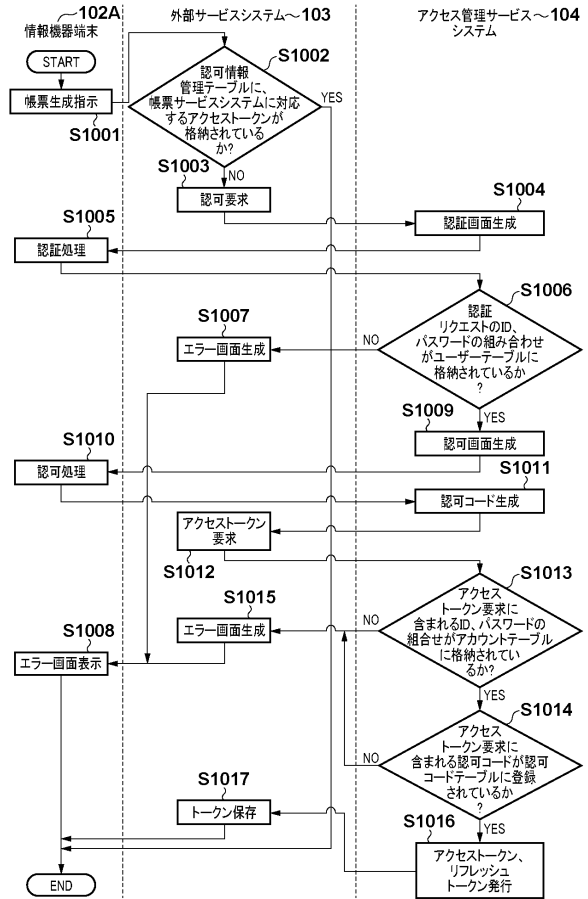 102A
情報機器端末
外部サービスシステム
103
アクセス管理サービス
システム
104
START
帳票生成指示
S1001
S1002
認可情報
管理テーブルに、
帳票サービスシステムに対応
するアクセストークンが
格納されている
か?
YES
NO
S1003
認可要求
S1004
認証画面生成
S1005
認証処理
S1006
認証
リクエストのID、
パスワードの組み合わせ
がユーザーテーブルに
格納されているか
?
NO
YES
S1007
エラー画面生成
S1009
認可画面生成
S1010
認可処理
S1011
認可コード生成
アクセストークン
要求
S1012
S1013
アクセス
トークン要求に
含まれるID、パスワードの
組合せがアカウントテーブル
に格納されてい
るか?
NO
YES
S1015
エラー画面生成
S1008
エラー画面表示
S1014
アクセス
トークン要求に
含まれる認可コードが認可
コードテーブルに登録
されているか
?
NO
YES
S1017
トークン保存
S1016
アクセストークン、
リフレッシュ
トークン発行
END